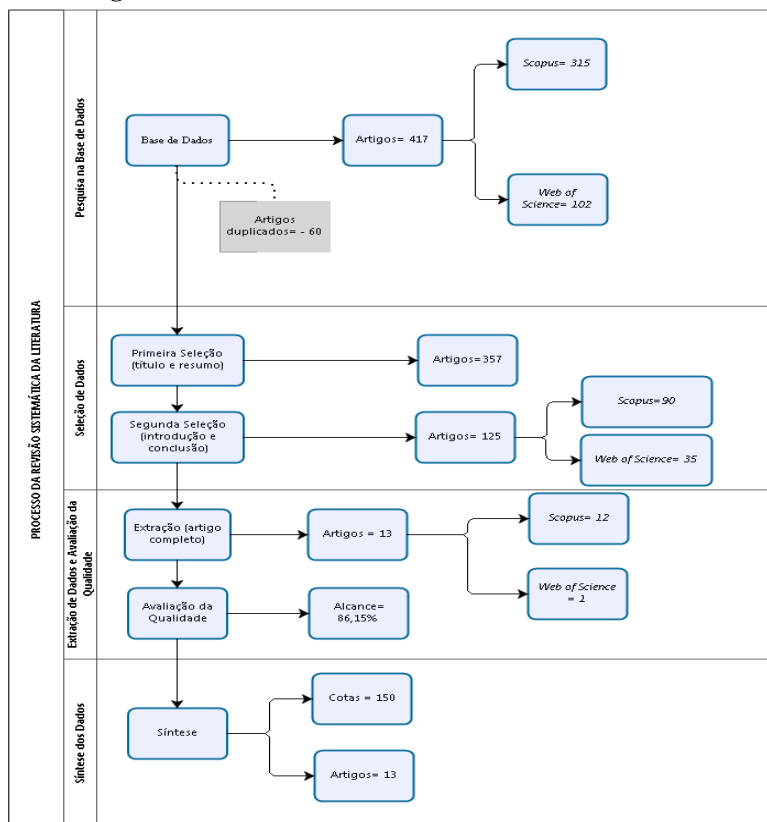 PROCESSO DA REVISÃO SISTEMÁTICA DA LITERATURA
Pesquisa na Base de Dados
Base de Dados
Artigos= 417
Scopus= 315
Web of
Science= 102
Artigos
duplicados= - 60
Seleção de Dados
Primeira Seleção
(título e resumo)
Artigos=357
Segunda Seleção
(introdução e
conclusão)
Artigos= 125
Scopus=90
Web of Science= 35
Extração de Dados e Avaliação da
Qualidade
Extração (artigo
completo)
Artigos = 13
Scopus= 12
Web of Science
= 1
Avaliação da
Qualidade
Alcance=
86,15%
Síntese dos Dados
Síntese
Cotas = 150
Artigos= 13